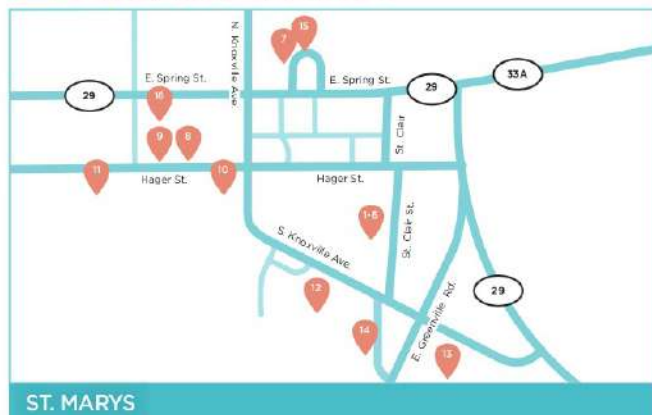 15
7
N. Knoxville Ave.
33A
E. Spring St.
E. Spring St.
29
29
16
9
8
St. Clair
11
Hager St.
10
Hager St.
1-6
St. Clair St.
S. Knoxville Ave.
12
29
14
E. Greenville Rd.
13
ST. MARYS